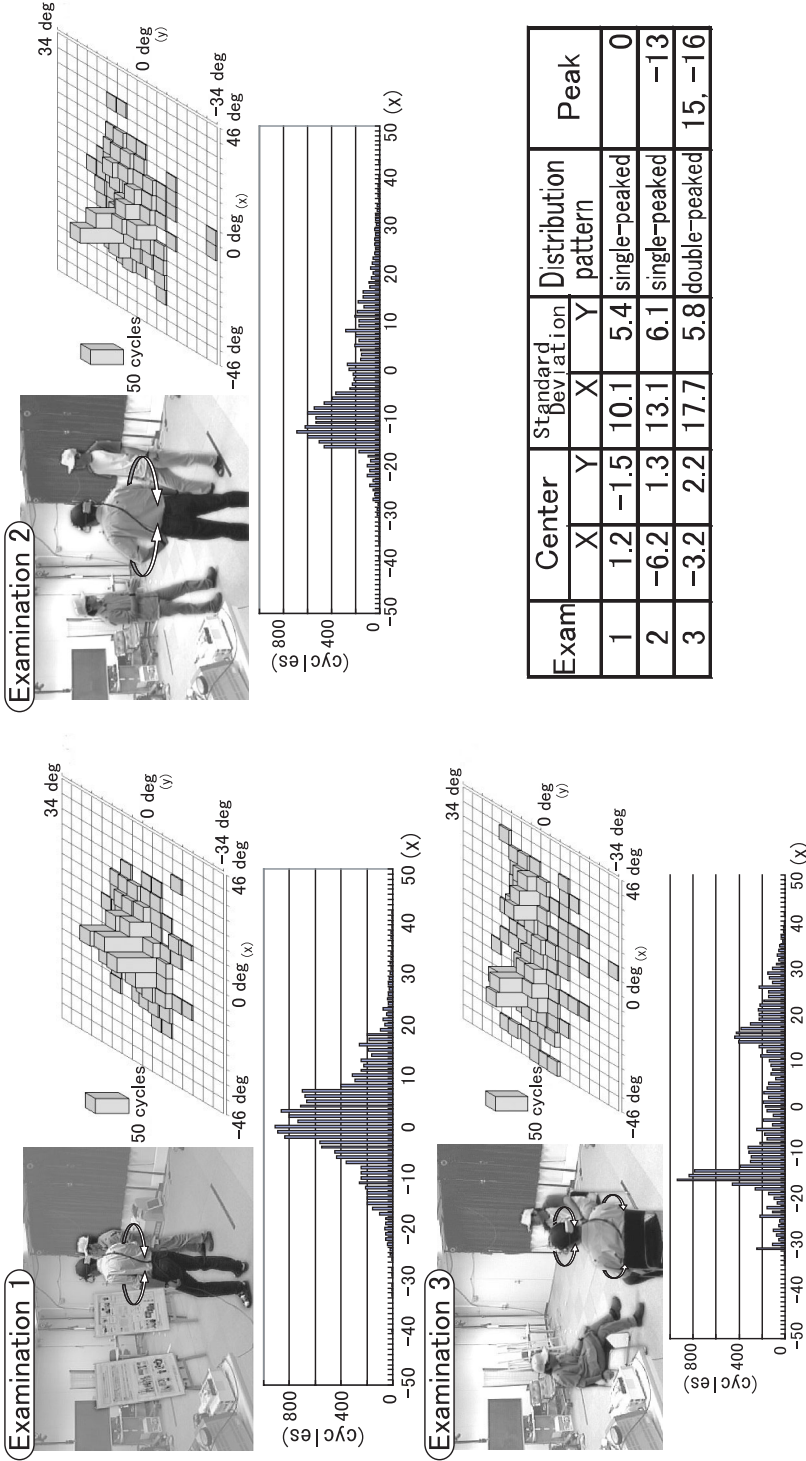 Examination 1
50 cycles
34 deg
0 deg
(y)
-34 deg
-46 deg
0 deg (x)
46 deg
(cycles)
800
400
0
-50 -40 -30 -20 -10 0 10 20 30 40 50 (x)
Examination 2
50 cycles
34 deg
0 deg
(y)
-34 deg
-46 deg
0 deg (x)
46 deg
(cycles)
800
400
0
-50 -40 -30 -20 -10 0 10 20 30 40 50 (x)
Examination 3
50 cycles
34 deg
0 deg
(y)
-34 deg
-46 deg
0 deg (x)
46 deg
(cycles)
800
400
0
-50 -40 -30 -20 -10 0 10 20 30 40 50 (x)
Exam Center Standard Deviation Distribution pattern Peak
X Y X Y
1 1.2 -1.5 10.1 5.4 single-peaked 0
2 -6.2 1.3 13.1 6.1 single-peaked -13
3 -3.2 2.2 17.7 5.8 double-peaked 15, -16